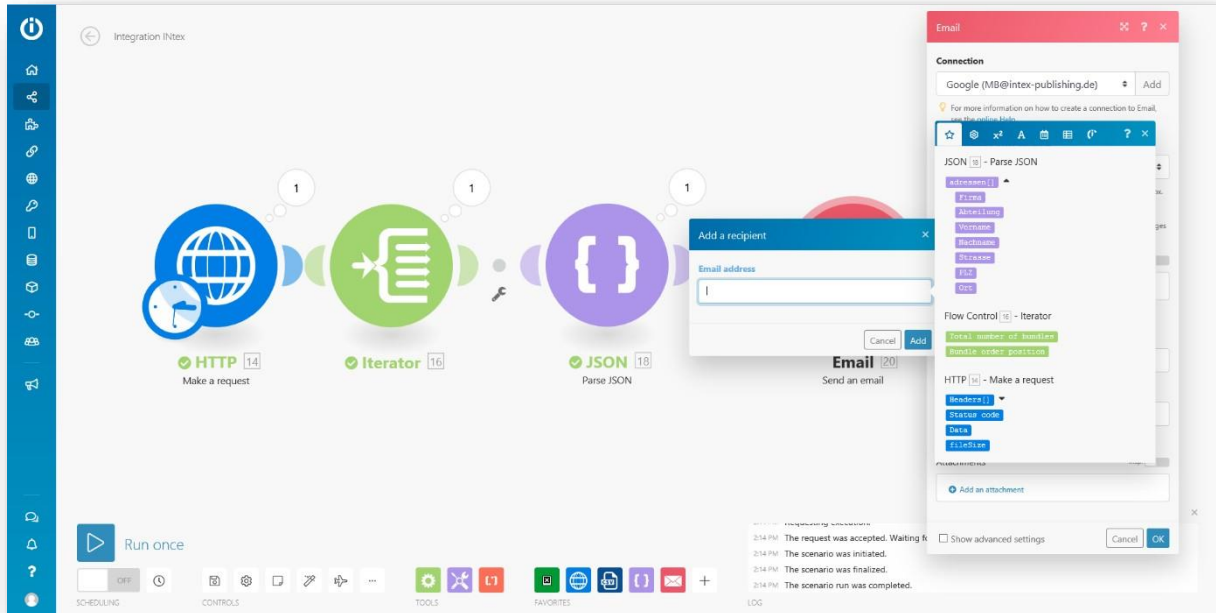 Integration INtex
1
1
1
HTTP 14
Make a request
Iterator 16
JSON 18
Parse JSON
Email 20
Send an email
Add a recipient
Email address
Cancel
Add
Email
?
Connection
Google (MB@intex-publishing.de)
Add
For more information on how to create a connection to Email,
see the online Help.
x²
A
?
JSON 18 - Parse JSON
adressen[]
Firma
Abteilung
Vorname
Nachname
Strasse
PLZ
Ort
Flow Control 16 - Iterator
Total number of bundles
Bundle order position
HTTP 14 - Make a request
Headers[]
Status code
Data
fileSize
Attachments
Add an attachment
Show advanced settings
Cancel
OK
Run once
OFF
SCHEDULING
CONTROLS
TOOLS
FAVORITES
LOG
2:14 PM The request was accepted. Waiting
2:14 PM The scenario was initiated.
2:14 PM The scenario was finalized.
2:14 PM The scenario run was completed.
?